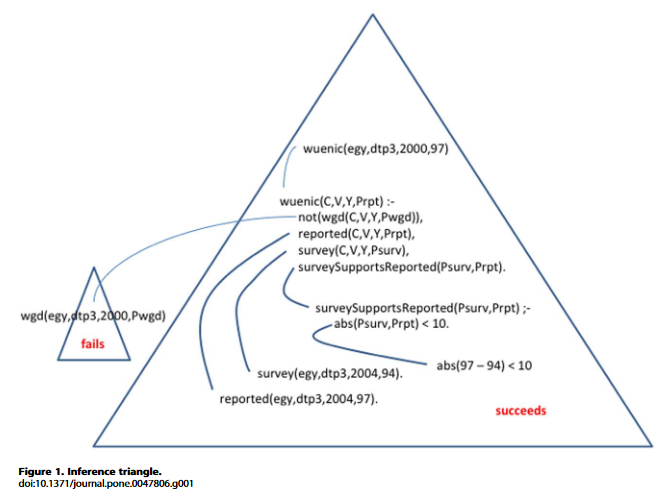 wuenic(egy,dtp3,2000,97)
wuenic(C,V,Y,Prpt) :-
not(wgd(C,V,Y,Pwgd)),
reported(C,V,Y,Prpt),
survey(C,V,Y,Psurv),
surveySupportsReported(Psurv,Prpt).
wgd(egy,dtp3,2000,Pwgd)
fails
surveySupportsReported(Psurv,Prpt) ;-
abs(Psurv,Prpt) < 10.
abs(97 – 94) < 10
survey(egy,dtp3,2004,94).
reported(egy,dtp3,2004,97).
succeeds
Figure 1. Inference triangle.
doi:10.1371/journal.pone.0047806.g001